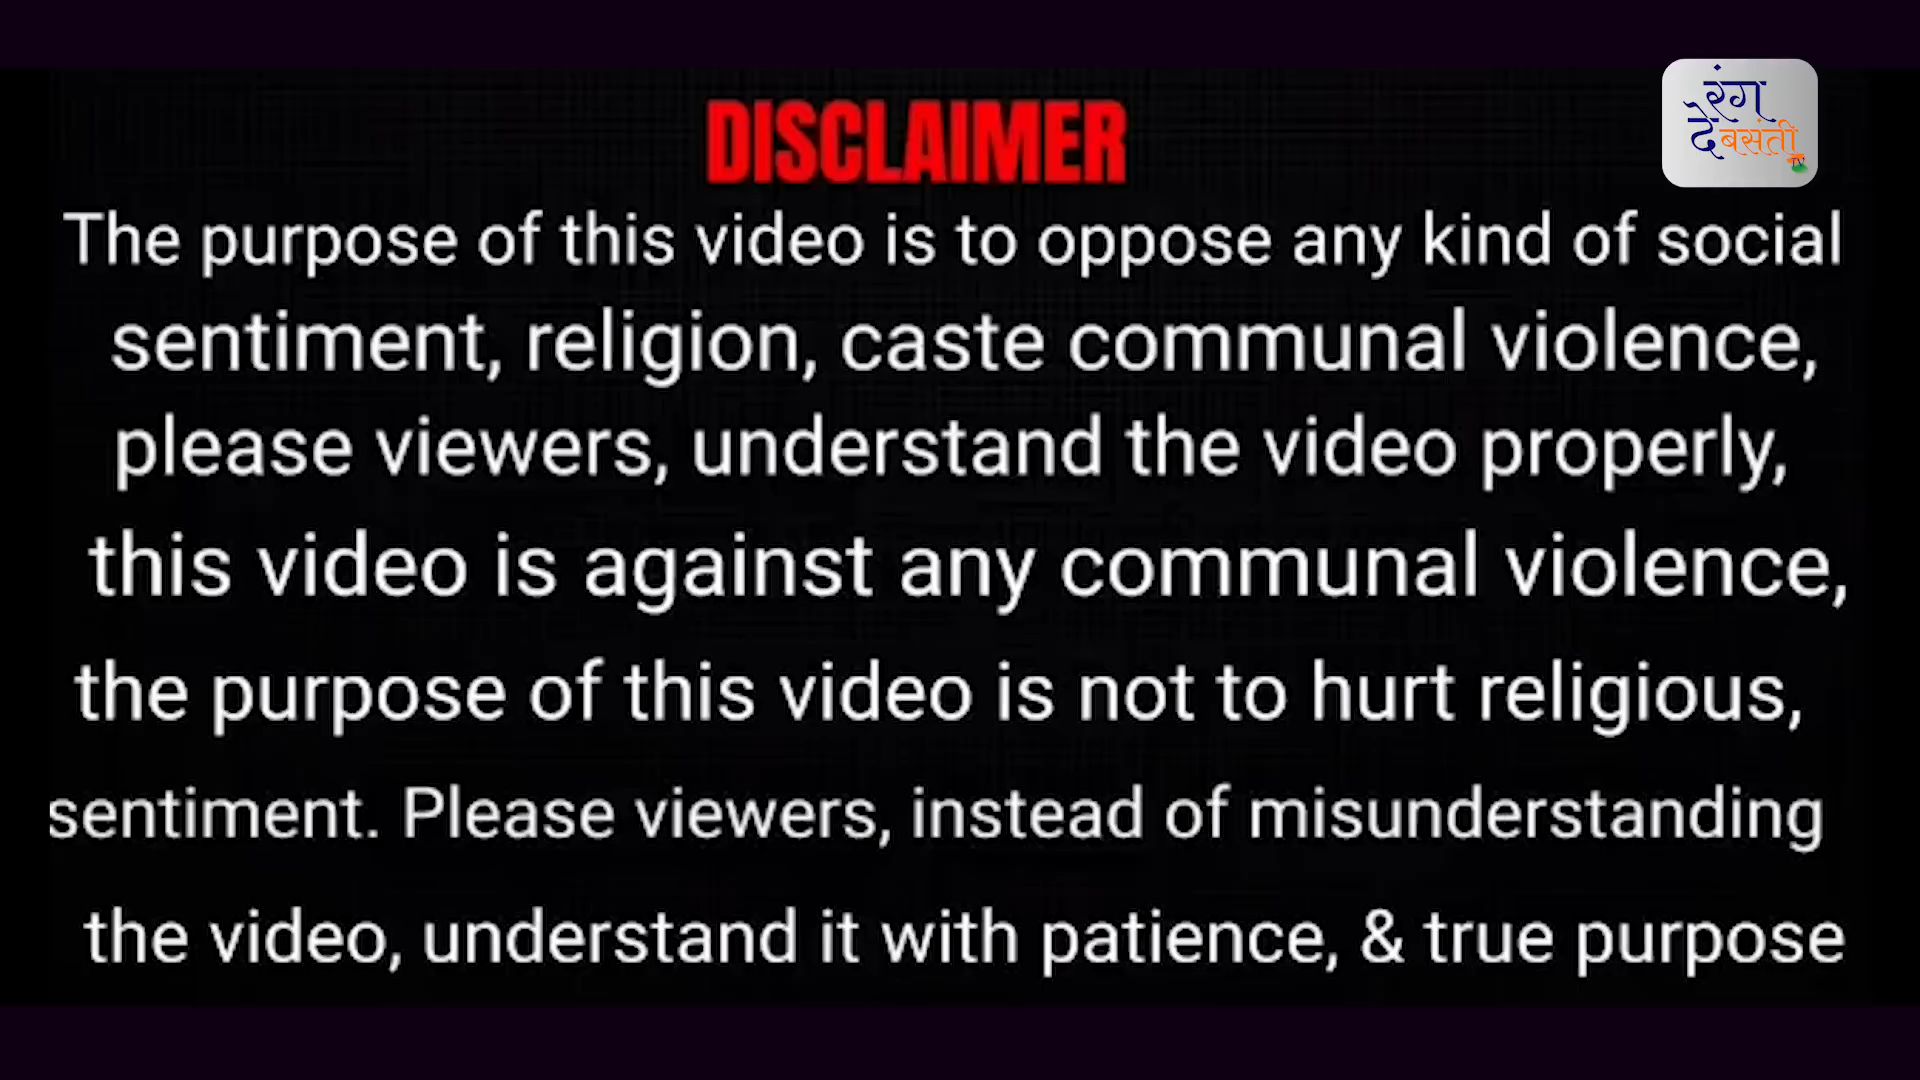 रंग
दे बसंती
DISCLAIMER
The purpose of this video is to oppose any kind of social
sentiment, religion, caste communal violence,
please viewers, understand the video properly,
this video is against any communal violence,
the purpose of this video is not to hurt religious,
sentiment. Please viewers, instead of misunderstanding
the video, understand it with patience, & true purpose